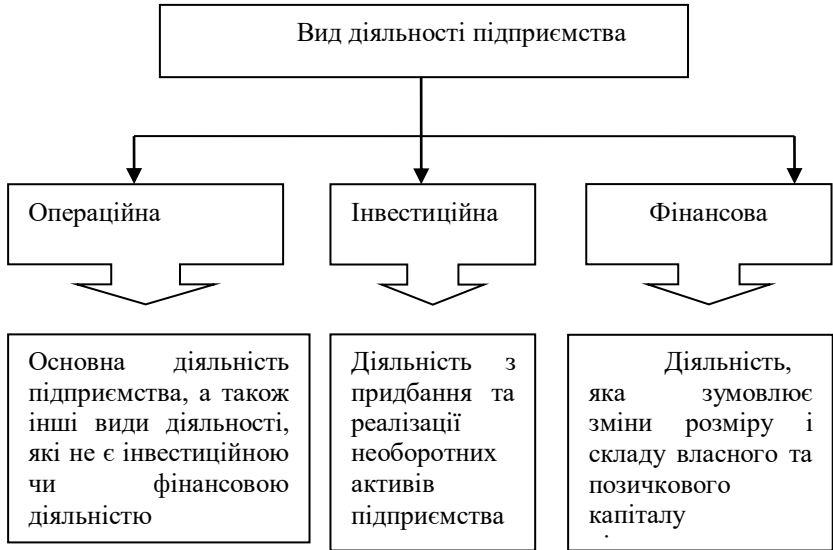 Вид діяльності підприємства
Операційна
Інвестиційна
Фінансова
Основна діяльність
підприємства, а також
інші види діяльності,
які не є інвестиційною
чи фінансовою
діяльністю
Діяльність з
придбання та
реалізації
необоротних
активів
підприємства
Діяльність,
яка зумовлює
зміни розміру і
складу власного та
позичкового
капіталу